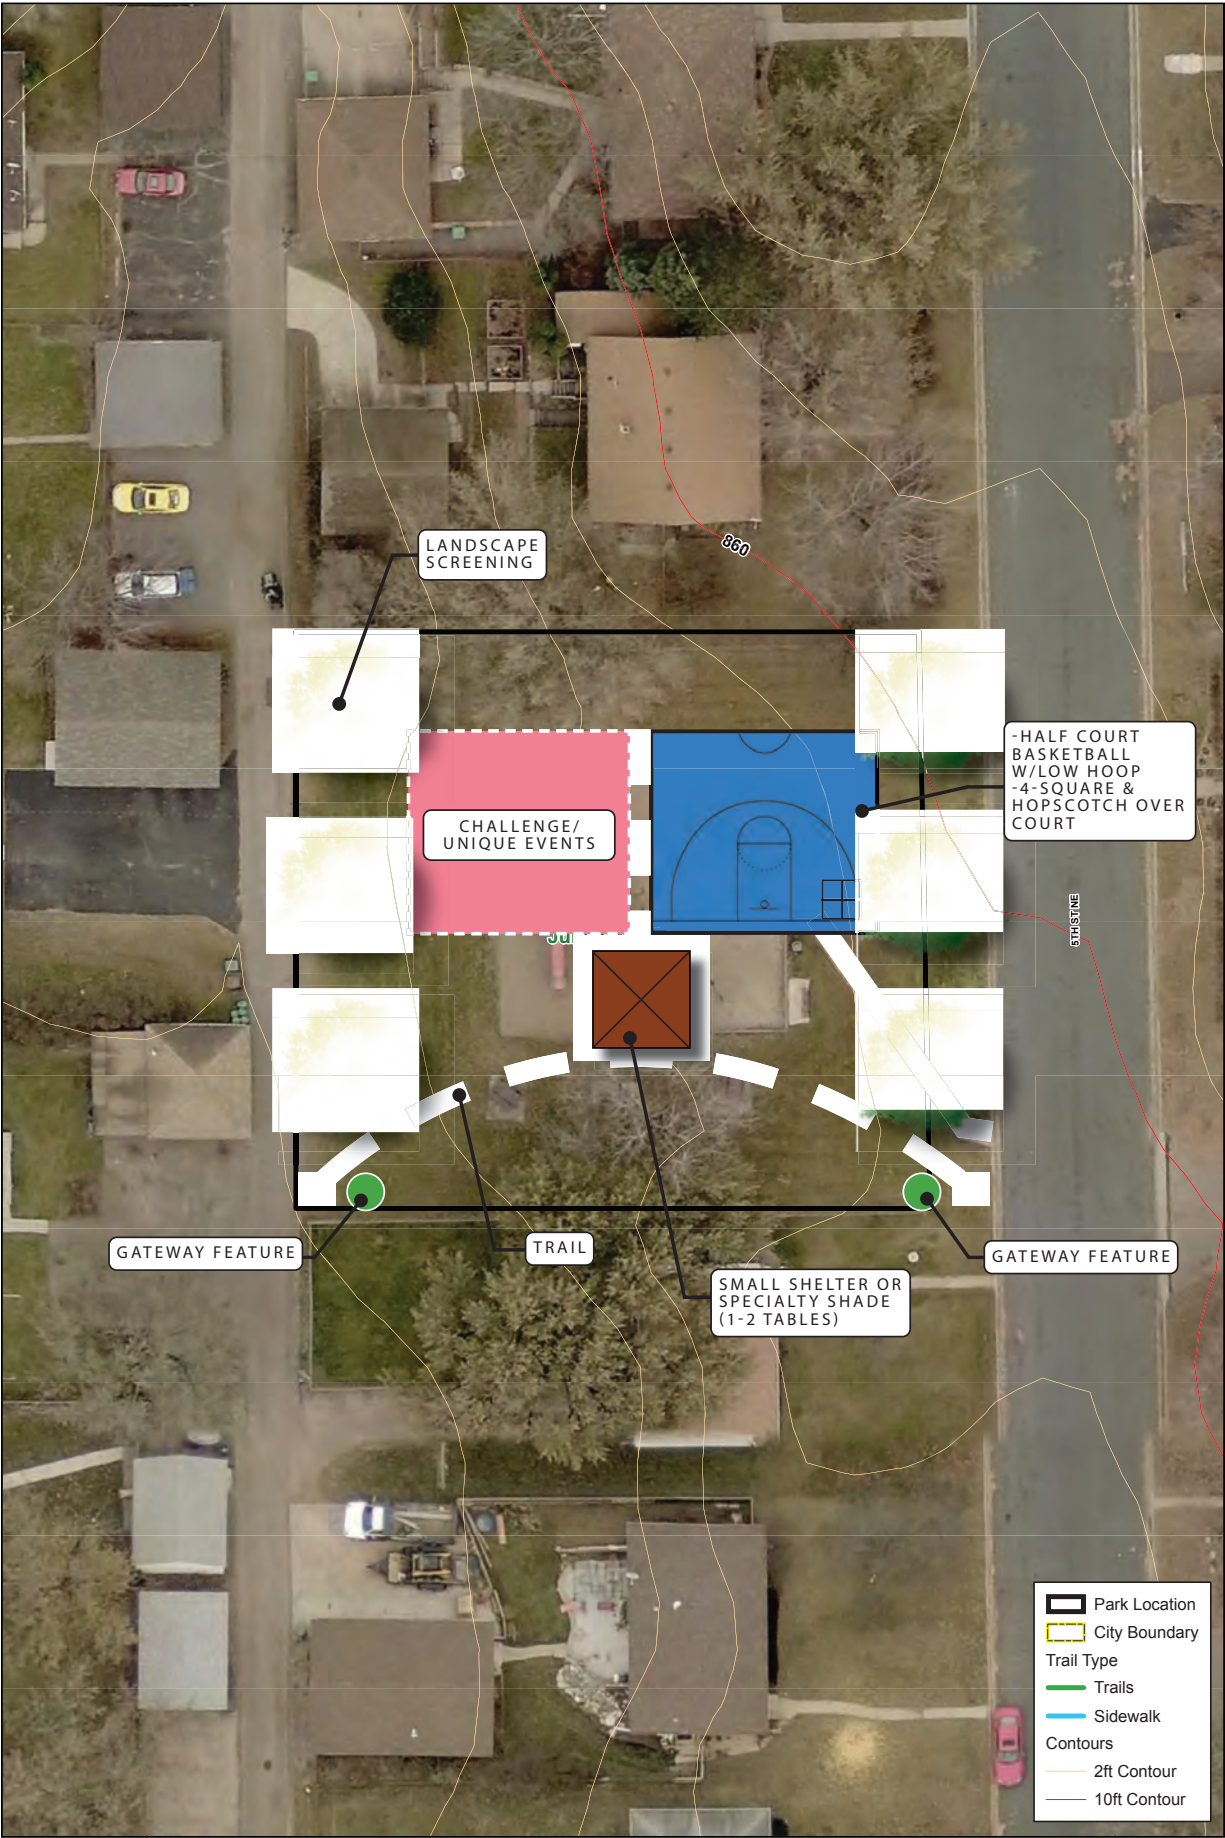 LANDSCAPE
SCREENING
860
-HALF COURT
BASKETBALL
W/LOW HOOP
-4-SQUARE &
HOPSCOTCH OVER
COURT
CHALLENGE/
UNIQUE EVENTS
5TH ST NE
GATEWAY FEATURE
TRAIL
GATEWAY FEATURE
SMALL SHELTER OR
SPECIALTY SHADE
(1-2 TABLES)
Park Location
City Boundary
Trail Type
Trails
Sidewalk
Contours
2ft Contour
10ft Contour